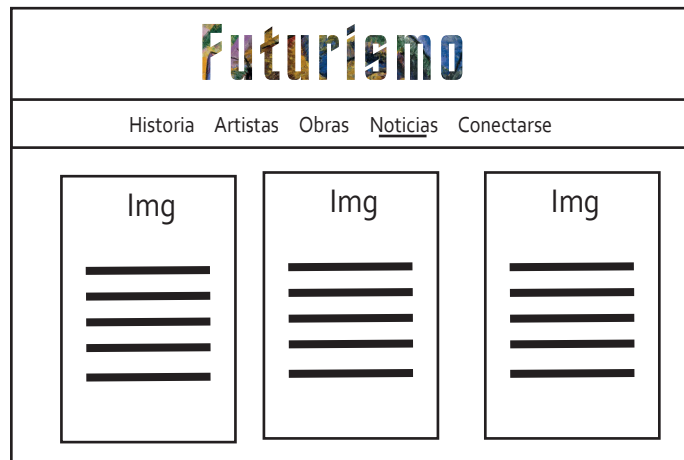 Futurismo
Historia Artistas Obras Noticias Conectarse
Img Img Img